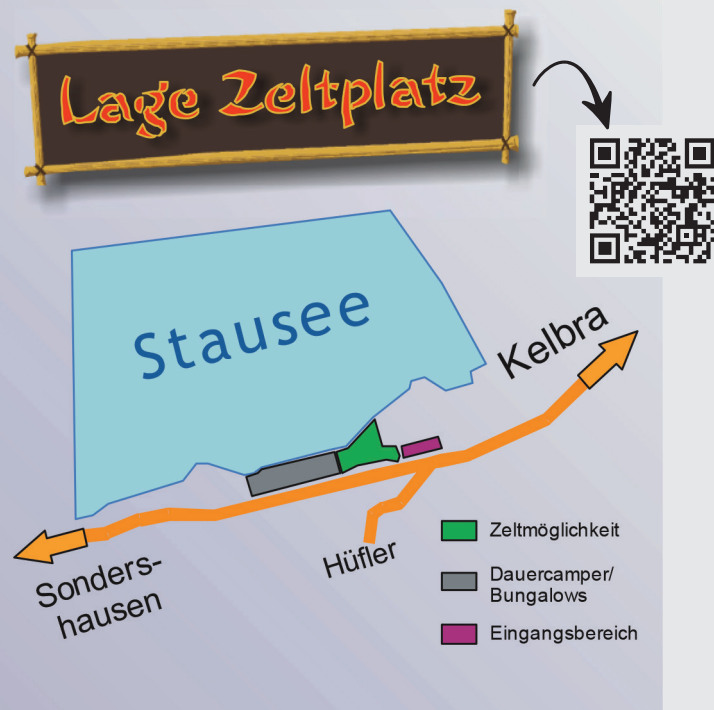 Lage Zeltplatz
Stausee
Kelbra
Sonders-
hausen
Hüfler
Zeltmöglichkeit
Dauercamper/
Bungalows
Eingangsbereich